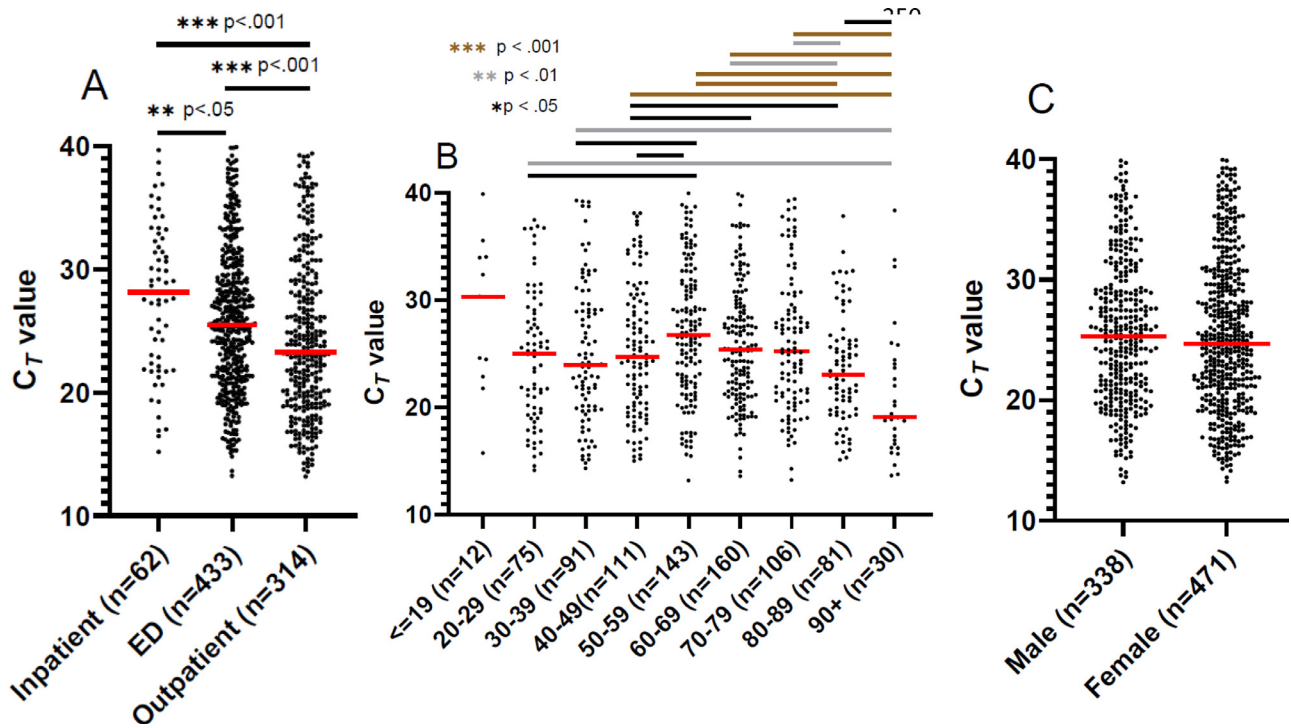 *** p<.001
A
*** p<.001
** p<.05
40
30
20
10
CT value
Inpatient (n=62)
ED (n=433)
Outpatient (n=314)
*** p < .001
** p < .01
*p < .05
B
40
30
20
10
CT value
<=19 (n=12)
20-29 (n=75)
30-39 (n=91)
40-49(n=111)
50-59 (n=143)
60-69 (n=160)
70-79 (n=106)
80-89 (n=81)
90+ (n=30)
C
40
30
20
10
CT value
Male (n=338)
Female (n=471)